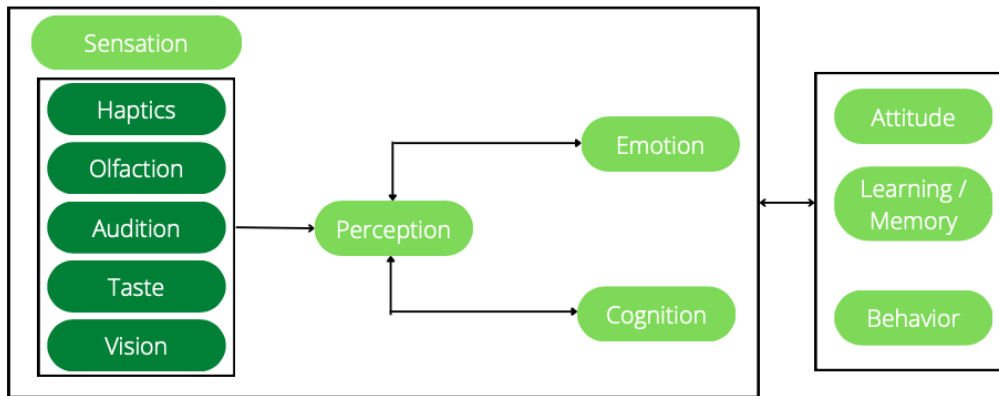 Sensation
Haptics
Olfaction
Audition
Taste
Vision
Perception
Emotion
Cognition
Attitude
Learning /
Memory
Behavior